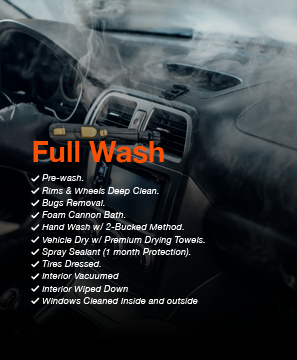 Full Wash
Pre-wash.
Rims & Wheels Deep Clean.
Bugs Removal.
Foam Cannon Bath.
Hand Wash w/ 2-Bucked Method.
Vehicle Dry w/ Premium Drying Towels.
Spray Sealant (1 month Protection).
Tires Dressed.
Interior Vacuumed
Interior Wiped Down
Windows Cleaned Inside and outside